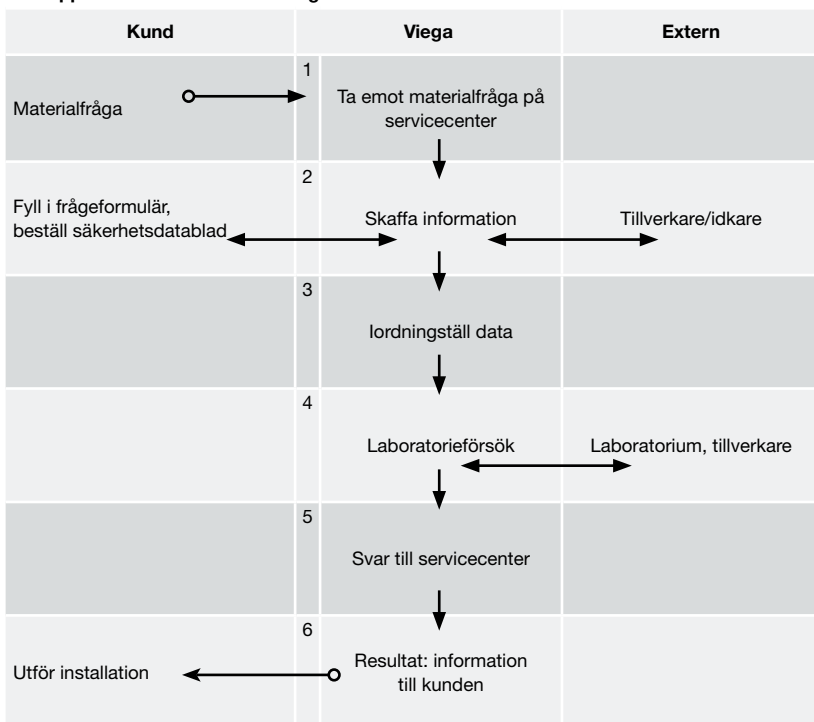 Kund Viega Extern
1
Materialfråga
Ta emot materialfråga på
servicecenter
2
Fyll i frågeformulär,
beställ säkerhetsdatablad
Skaffa information
Tillverkare/idkare
3
Iordningställ data
4
Laboratorieförsök
Laboratorium, tillverkare
5
Svar till servicecenter
6
Utför installation
Resultat: information
till kunden